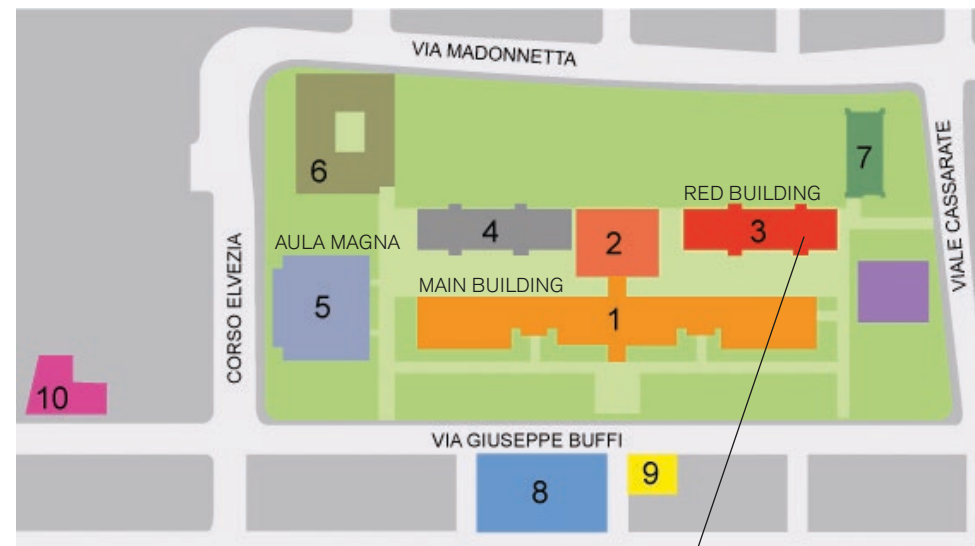 VIA MADONNETTA
6
7
RED BUILDING
4
2
3
AULA MAGNA
MAIN BUILDING
5
1
CORSO ELVEZIA
VIALE CASSARATE
10
VIA GIUSEPPE BUFFI
8
9